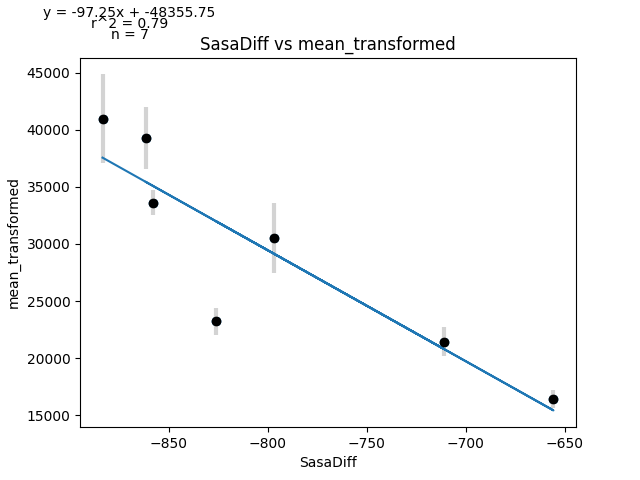 y = -97.25x + -48355.75
r^2 = 0.79
n = 7
SasaDiff vs mean_transformed
45000
40000
35000
30000
25000
20000
15000
mean_transformed
−850
−800
−750
−700
−650
SasaDiff